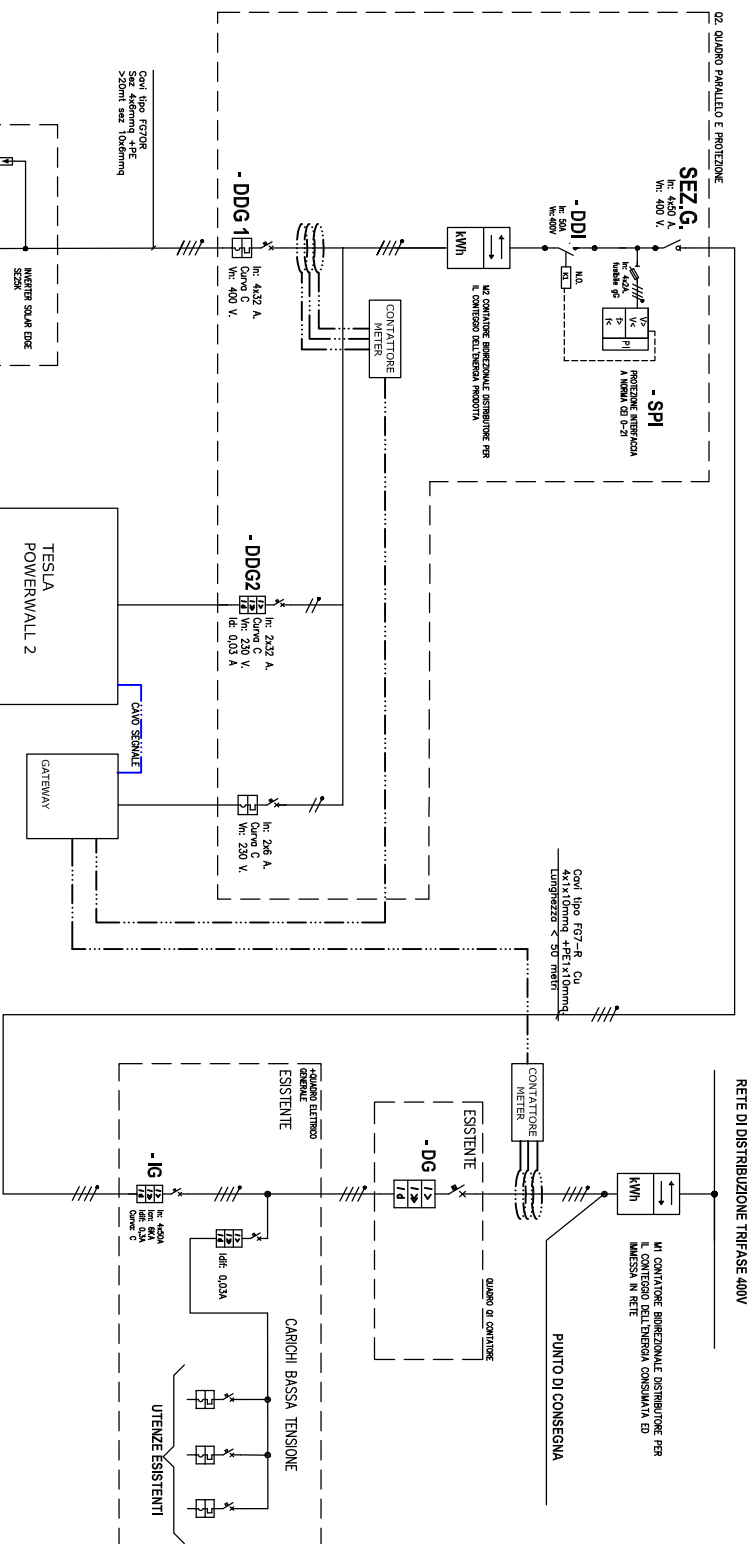 RETE DI DISTRIBUZIONE TRIFASE 400V
kWh
M1 CONTATORE BIDIREZIONALE DISTRIBUTORE PER
IL CONTEGGIO DELL'ENERGIA CONSUMATA ED
IMMESSA IN RETE
PUNTO DI CONSEGNA
CONTATTORE
METER
QUADRO Q1 CONTATORE
ESISTENTE
- DG
I>
I≫
I d
+QUADRO ELETTRICO
GENERALE
ESISTENTE
- IG
I>
I≫
I d
In: 4x50A
Icn: 6KA
Idif: 0,3A
Curva: C
I>
I≫
I d
Idif: 0,03A
CARICHI BASSA TENSIONE
UTENZE ESISTENTI
Cavi tipo FG7-R Cu
4x1x10mmq +PE1x10mmq
Lunghezza < 50 metri
Q2. QUADRO PARALLELO E PROTEZIONE
SEZ.G.
In: 4x50 A.
Vn: 400 V.
In: 4x2A.
fusibile gG
V>
V<
f>
f<
PI
- SPI
PROTEZIONE INTERFACCIA
A NORMA CEI 0-21
- DDI
In: 50A
Vn:400V
N.O.
K1
kWh
M2 CONTATORE BIDIREZIONALE DISTRIBUTORE PER
IL CONTEGGIO DELL'ENERGIA PRODOTTA
CONTATTORE
METER
- DDG 1
In: 4x32 A.
Curva C
Vn: 400 V.
- DDG2
I>
I≫
I d
In: 2x32 A.
Curva C
Vn: 230 V.
Id: 0,03 A
In: 2x6 A.
Curva C
Vn: 230 V.
Cavi tipo FG7OR
Sez 4x6mmq +PE
>20mt sez 10x6mmq
INVERTER SOLAR EDGE
SE25K
TESLA
POWERWALL 2
CAVO SEGNALE
GATEWAY